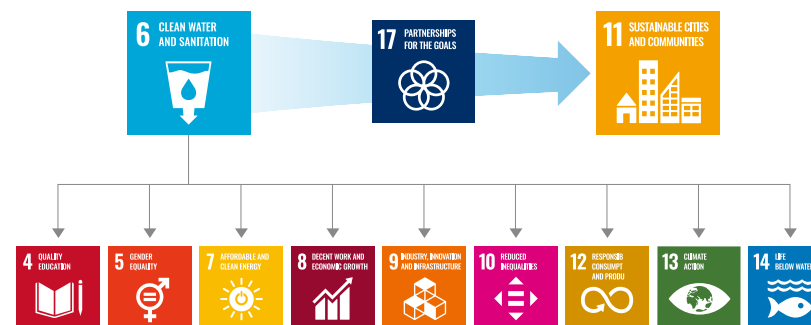 6 CLEAN WATER
AND SANITATION
17 PARTNERSHIPS
FOR THE GOALS
11 SUSTAINABLE CITIES
AND COMMUNITIES
4 QUALITY
EDUCATION
5 GENDER
EQUALITY
7 AFFORDABLE AND
CLEAN ENERGY
8 DECENT WORK AND
ECONOMIC GROWTH
9 INDUSTRY, INNOVATION
AND INFRASTRUCTURE
10 REDUCED
INEQUALITIES
12 RESPONSIB
CONSUMPT
AND PRODU
13 CLIMATE
ACTION
14 LIFE
BELOW WATER